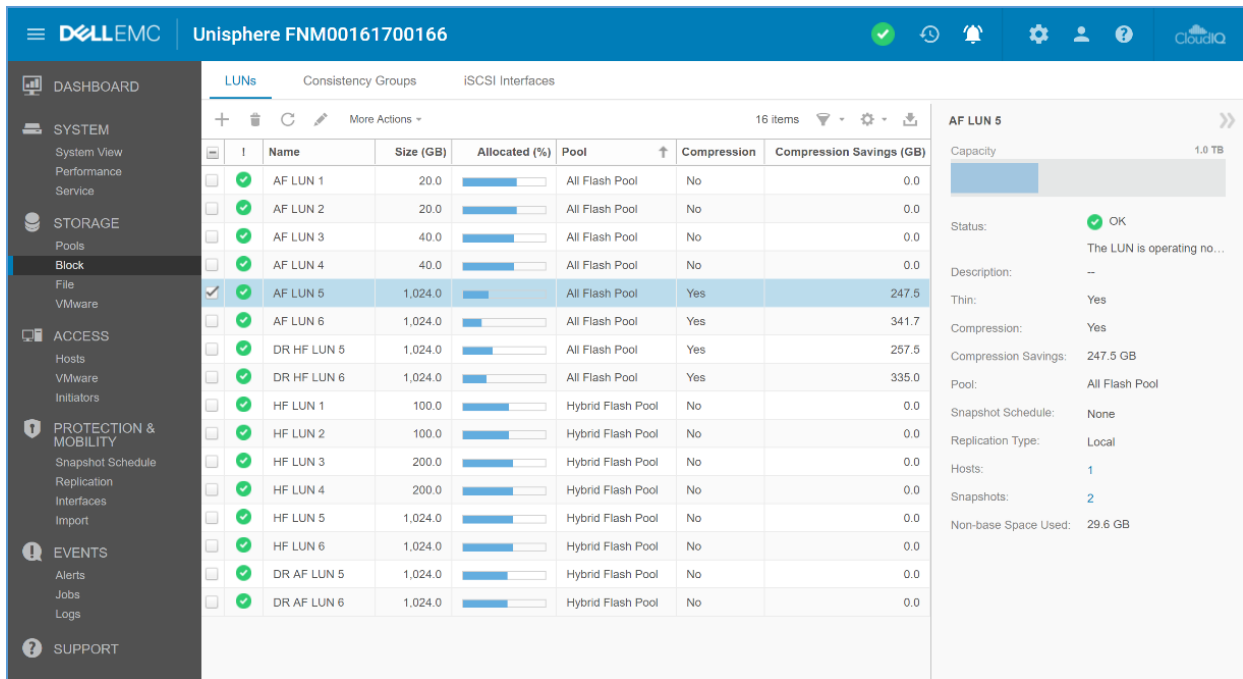 DELLEMC Unisphere FNM00161700166 CloudIQ
DASHBOARD
SYSTEM
System View
Performance
Service
STORAGE
Pools
Block
File
VMware
ACCESS
Hosts
VMware
Initiators
PROTECTION &
MOBILITY
Snapshot Schedule
Replication
Interfaces
Import
EVENTS
Alerts
Jobs
Logs
SUPPORT
LUNs Consistency Groups iSCSI Interfaces
More Actions 16 items
! Name Size (GB) Allocated (%) Pool Compression Compression Savings (GB)
AF LUN 1 20.0 All Flash Pool No 0.0
AF LUN 2 20.0 All Flash Pool No 0.0
AF LUN 3 40.0 All Flash Pool No 0.0
AF LUN 4 40.0 All Flash Pool No 0.0
AF LUN 5 1,024.0 All Flash Pool Yes 247.5
AF LUN 6 1,024.0 All Flash Pool Yes 341.7
DR HF LUN 5 1,024.0 All Flash Pool Yes 257.5
DR HF LUN 6 1,024.0 All Flash Pool Yes 335.0
HF LUN 1 100.0 Hybrid Flash Pool No 0.0
HF LUN 2 100.0 Hybrid Flash Pool No 0.0
HF LUN 3 200.0 Hybrid Flash Pool No 0.0
HF LUN 4 200.0 Hybrid Flash Pool No 0.0
HF LUN 5 1,024.0 Hybrid Flash Pool No 0.0
HF LUN 6 1,024.0 Hybrid Flash Pool No 0.0
DR AF LUN 5 1,024.0 Hybrid Flash Pool No 0.0
DR AF LUN 6 1,024.0 Hybrid Flash Pool No 0.0
AF LUN 5
Capacity 1.0 TB
Status: OK
The LUN is operating no...
Description: --
Thin: Yes
Compression: Yes
Compression Savings: 247.5 GB
Pool: All Flash Pool
Snapshot Schedule: None
Replication Type: Local
Hosts: 1
Snapshots: 2
Non-base Space Used: 29.6 GB